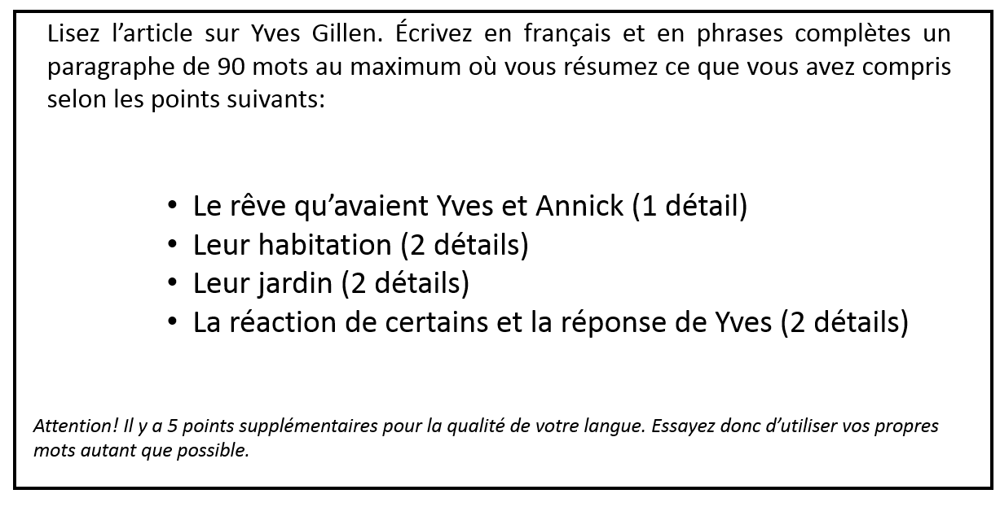 Lisez l’article sur Yves Gillen. Écrivez en français et en phrases complètes un
paragraphe de 90 mots au maximum où vous résumez ce que vous avez compris
selon les points suivants:
• Le rêve qu’avaient Yves et Annick (1 détail)
• Leur habitation (2 détails)
• Leur jardin (2 détails)
• La réaction de certains et la réponse de Yves (2 détails)
Attention! Il y a 5 points supplémentaires pour la qualité de votre langue. Essayez donc d’utiliser vos propres
mots autant que possible.